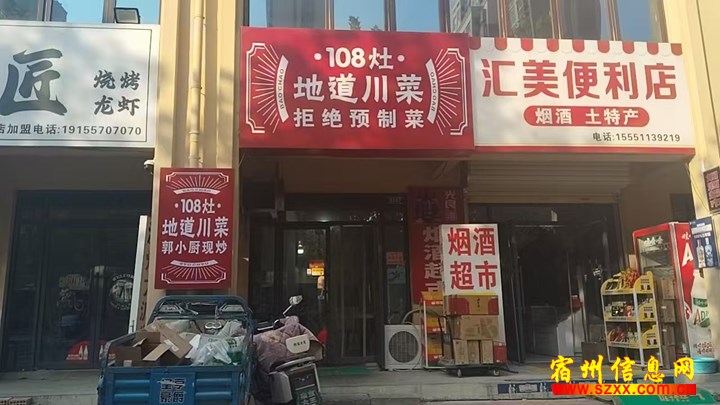 匠
烧烤
龙虾
店加盟电话:19155707070
·108灶·
地道川菜
拒绝预制菜
汇美便利店
烟酒 土特产
电话:15551139219
·108灶·
地道川菜
郭小厨现炒
烟酒
超市
宿州信息网
www.szxx.com.cn